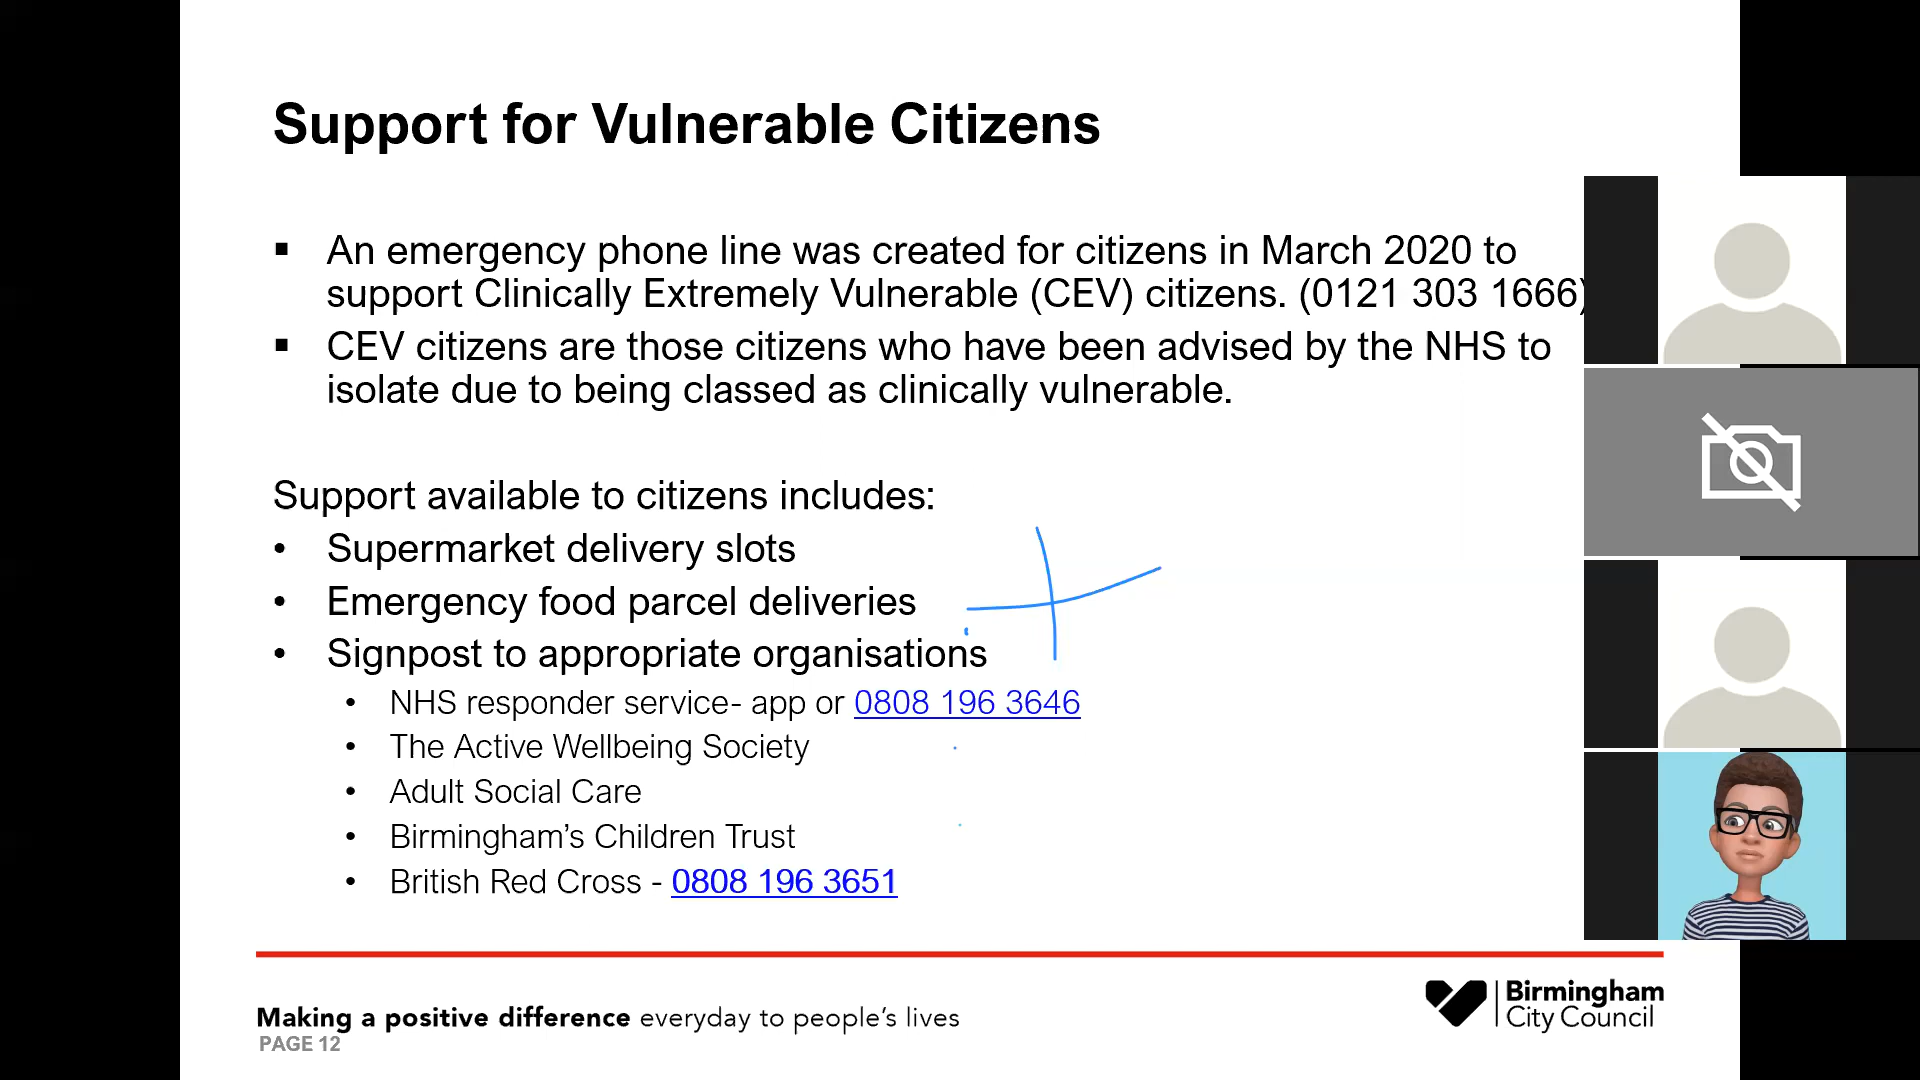 Support for Vulnerable Citizens
▪ An emergency phone line was created for citizens in March 2020 to
support Clinically Extremely Vulnerable (CEV) citizens. (0121 303 1666)
▪ CEV citizens are those citizens who have been advised by the NHS to
isolate due to being classed as clinically vulnerable.
Support available to citizens includes:
• Supermarket delivery slots
• Emergency food parcel deliveries
• Signpost to appropriate organisations
• NHS responder service- app or 0808 196 3646
• The Active Wellbeing Society
• Adult Social Care
• Birmingham’s Children Trust
• British Red Cross - 0808 196 3651
Making a positive difference everyday to people’s lives
PAGE 12
Birmingham
City Council